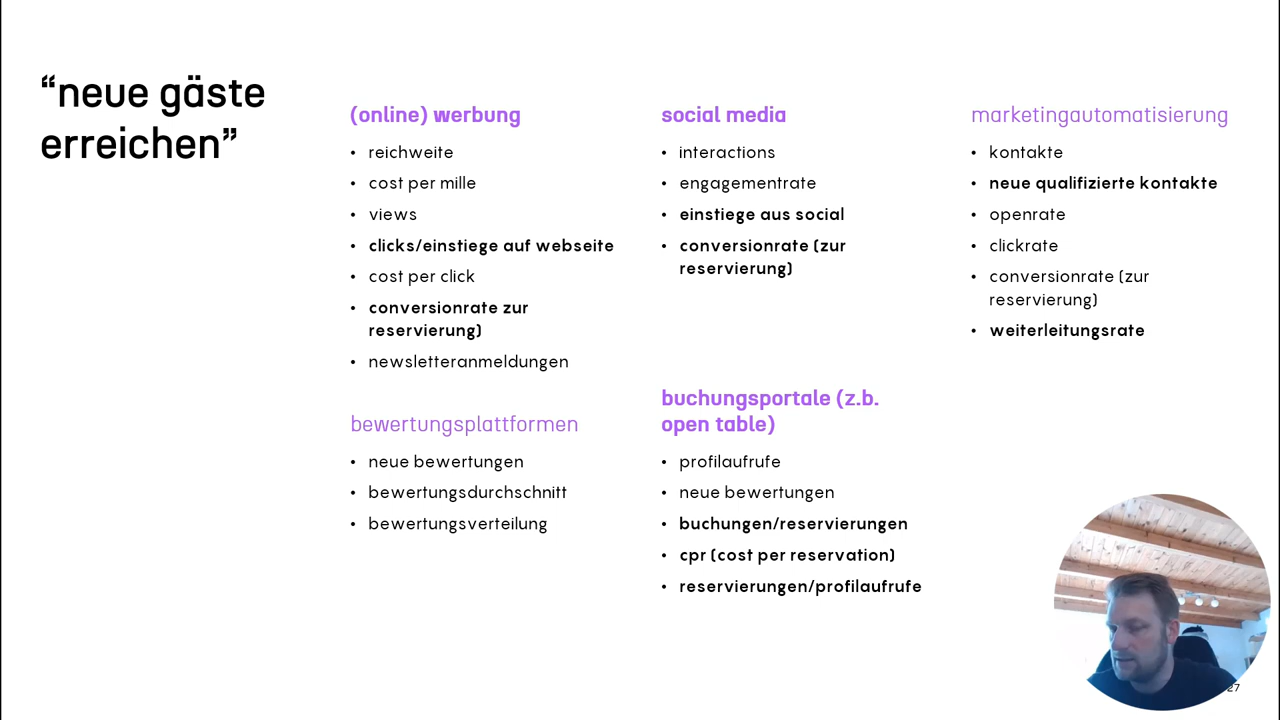 “neue gäste
erreichen”
(online) werbung
• reichweite
• cost per mille
• views
• clicks/einstiege auf webseite
• cost per click
• conversionrate zur
reservierung)
• newsletteranmeldungen
social media
• interactions
• engagementrate
• einstiege aus social
• conversionrate (zur
reservierung)
marketingautomatisierung
• kontakte
• neue qualifizierte kontakte
• openrate
• clickrate
• conversionrate (zur
reservierung)
• weiterleitungsrate
bewertungsplattformen
• neue bewertungen
• bewertungsdurchschnitt
• bewertungsverteilung
buchungsportale (z.b.
open table)
• profilaufrufe
• neue bewertungen
• buchungen/reservierungen
• cpr (cost per reservation)
• reservierungen/profilaufrufe
27